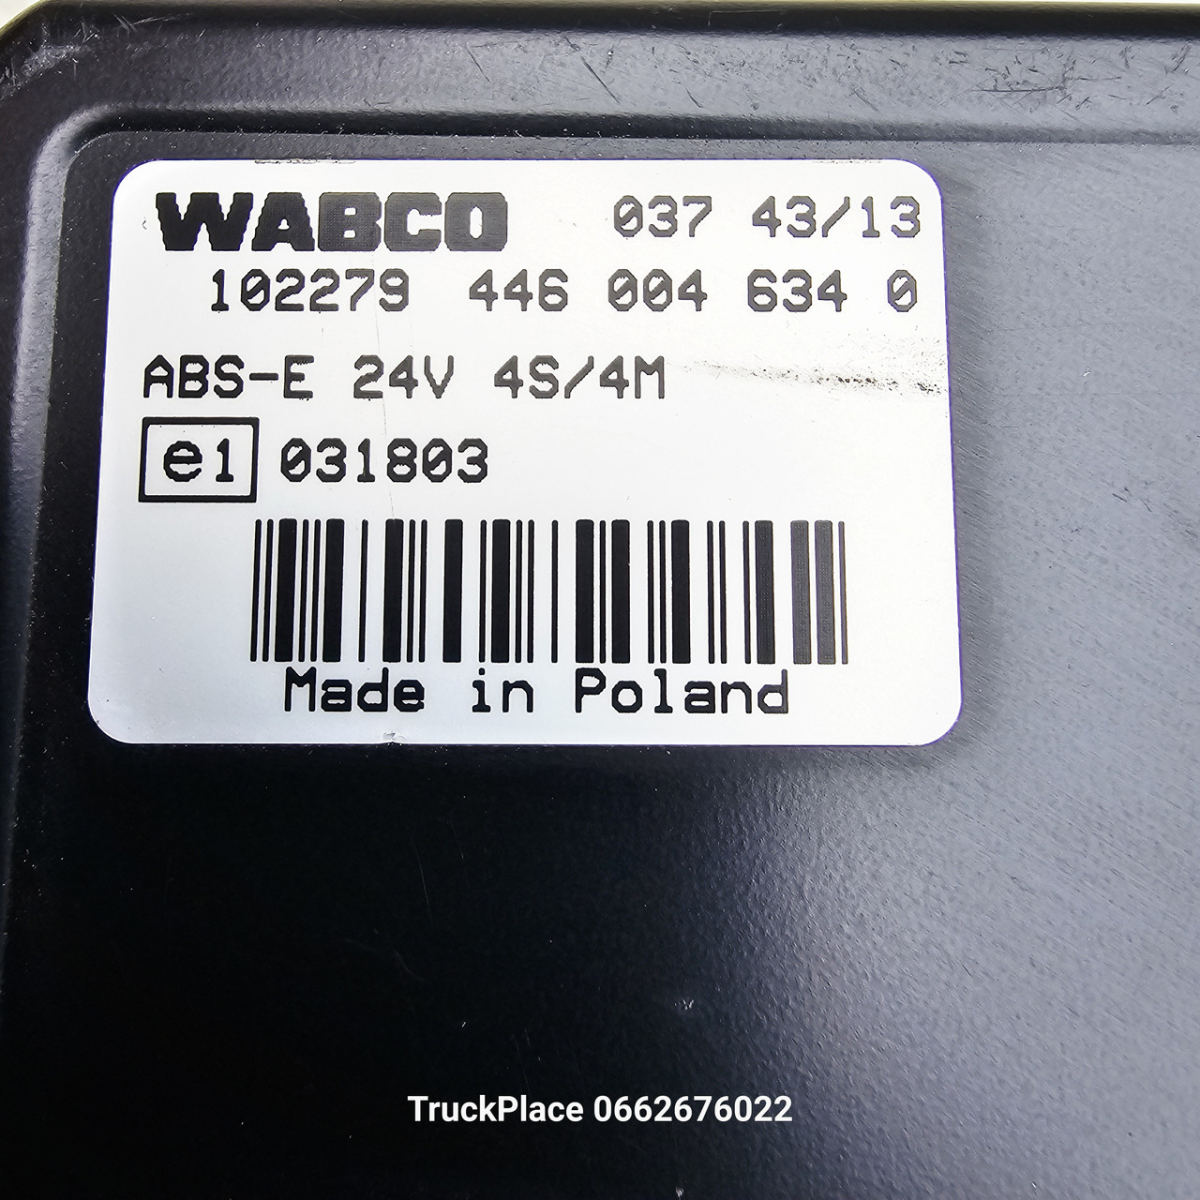 WABCO 037 43/13
102279 446 004 634 0
ABS-E 24V 4S/4M
e1 031803
Made in Poland
TruckPlace 0662676022